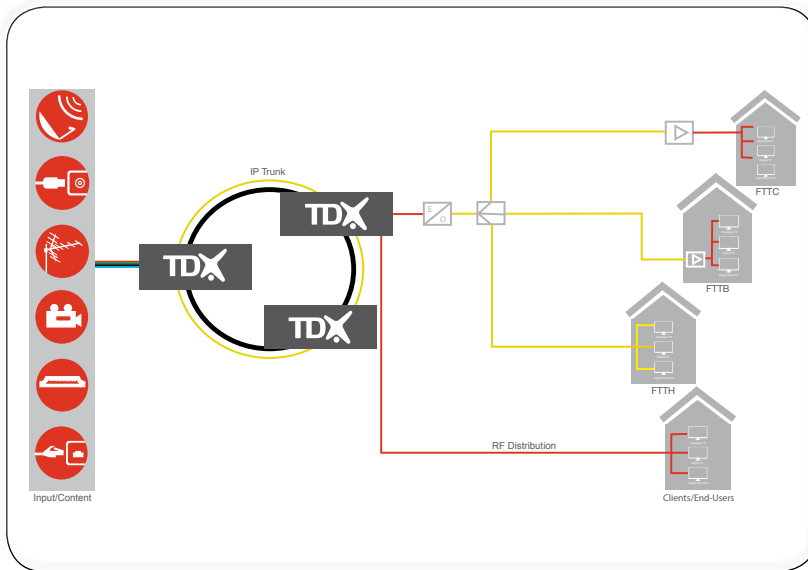 IP Trunk
TDX
TDX
TDX
E
O
FTTC
FTTB
FTTH
RF Distribution
Input/Content
Clients/End-Users